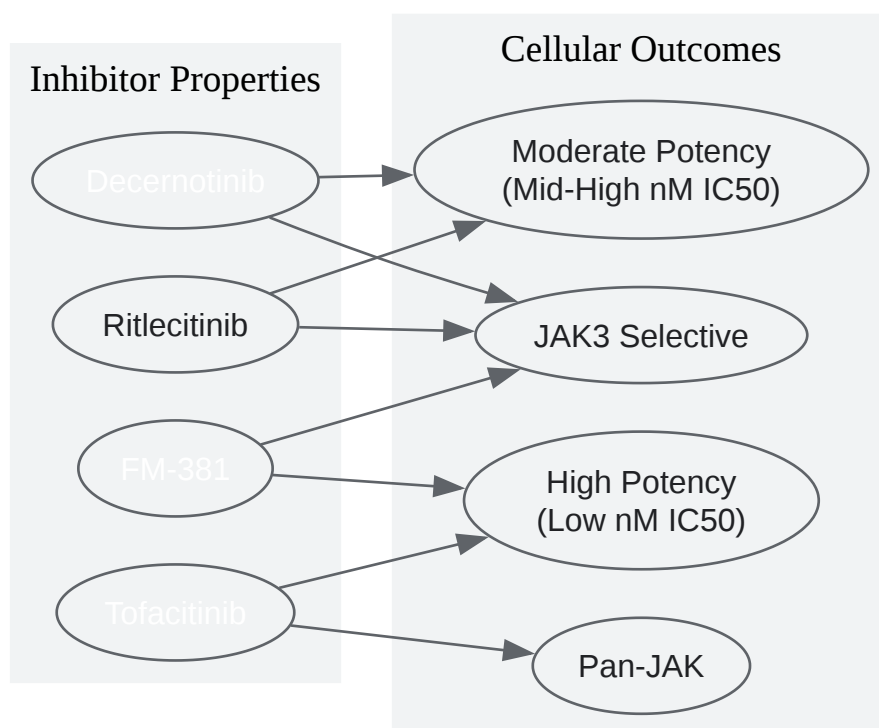 Inhibitor Properties
Decernotinib
Ritlecitinib
FM-381
Tofacitinib
Cellular Outcomes
Moderate Potency
(Mid-High nM IC50)
JAK3 Selective
High Potency
(Low nM IC50)
Pan-JAK